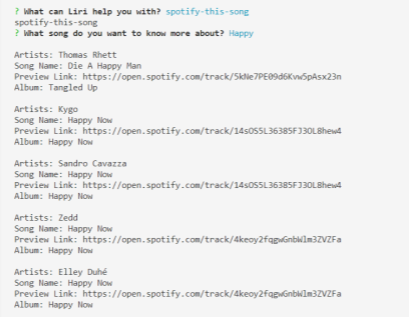 ? What can Liri help you with? spotify-this-song
spotify-this-song
? What song do you want to know more about? Happy
Artists: Thomas Rhett
Song Name: Die A Happy Man
Preview Link: https://open.spotify.com/track/5kNe7PE09d6Kvw5pAsx23n
Album: Tangled Up
Artists: Kygo
Song Name: Happy Now
Preview Link: https://open.spotify.com/track/14sOS5L36385FJ3OL8hew4
Album: Happy Now
Artists: Sandro Cavazza
Song Name: Happy Now
Preview Link: https://open.spotify.com/track/14sOS5L36385FJ3OL8hew4
Album: Happy Now
Artists: Zedd
Song Name: Happy Now
Preview Link: https://open.spotify.com/track/4keoy2fqgwGnbWlm3ZVZFa
Album: Happy Now
Artists: Elley Duhé
Song Name: Happy Now
Preview Link: https://open.spotify.com/track/4keoy2fqgwGnbWlm3ZVZFa
Album: Happy Now